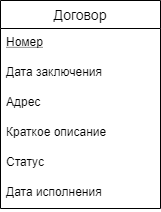 Договор
Номер
Дата заключения
Адрес
Краткое описание
Статус
Дата исполнения